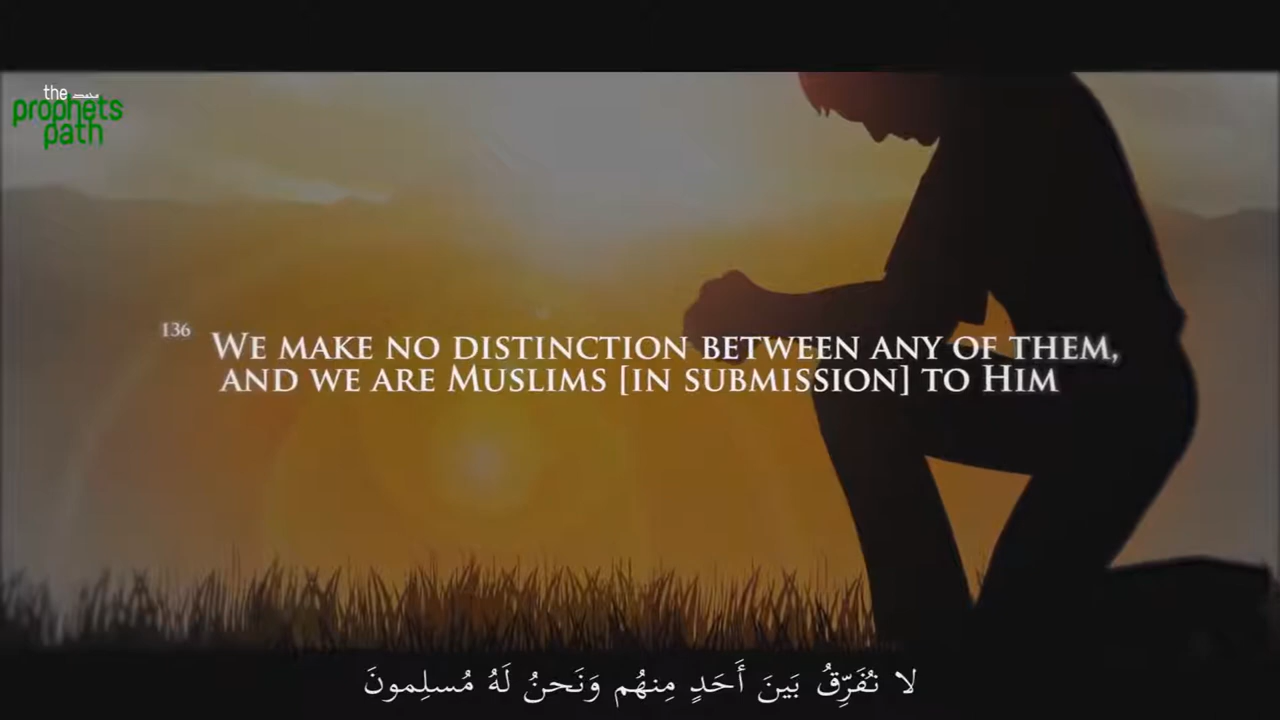 the
prophets
path
136 We make no distinction between any of them,
and we are Muslims [in submission] to Him
لا نُفَرِّقُ بَينَ أَحَدٍ مِنهُم وَنَحنُ لَهُ مُسلِمونَ